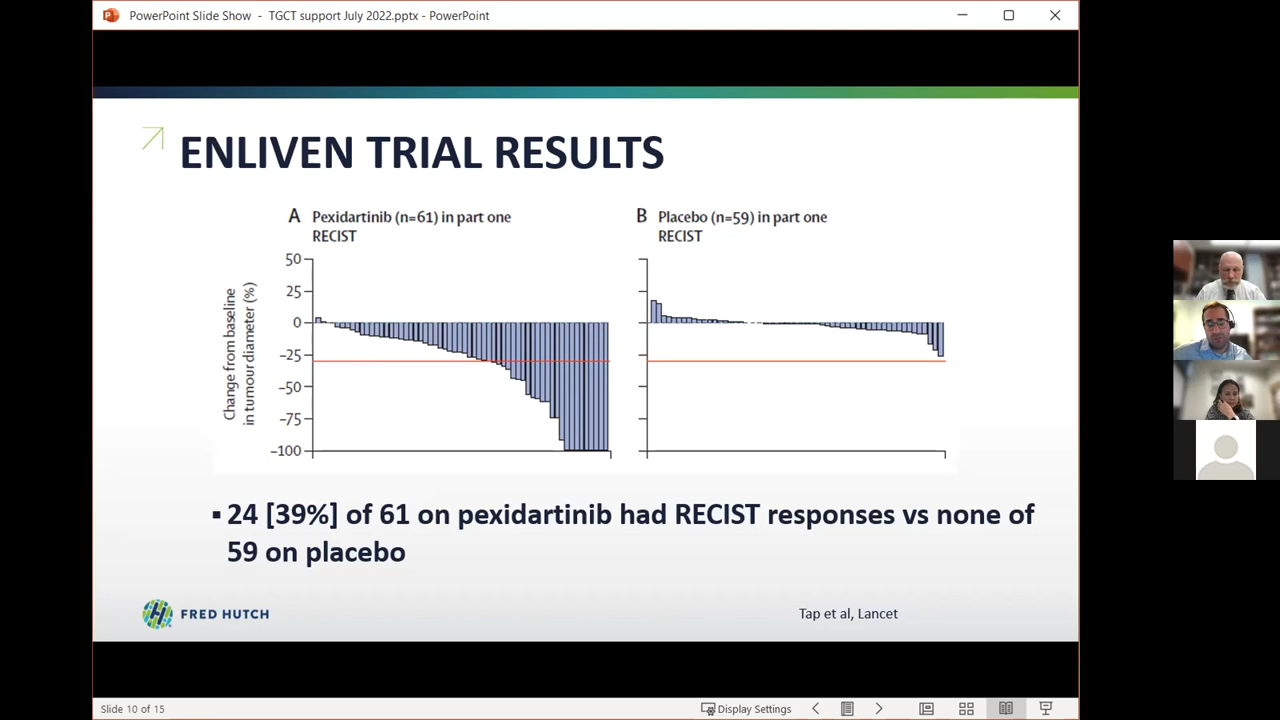 PowerPoint Slide Show - TGCT support July 2022.pptx - PowerPoint
ENLIVEN TRIAL RESULTS
A Pexidartinib (n=61) in part one
RECIST
B Placebo (n=59) in part one
RECIST
Change from baseline
in tumour diameter (%)
50
25
0
−25
−50
−75
−100
▪ 24 [39%] of 61 on pexidartinib had RECIST responses vs none of
59 on placebo
FRED HUTCH
Tap et al, Lancet
Slide 10 of 15
Display Settings